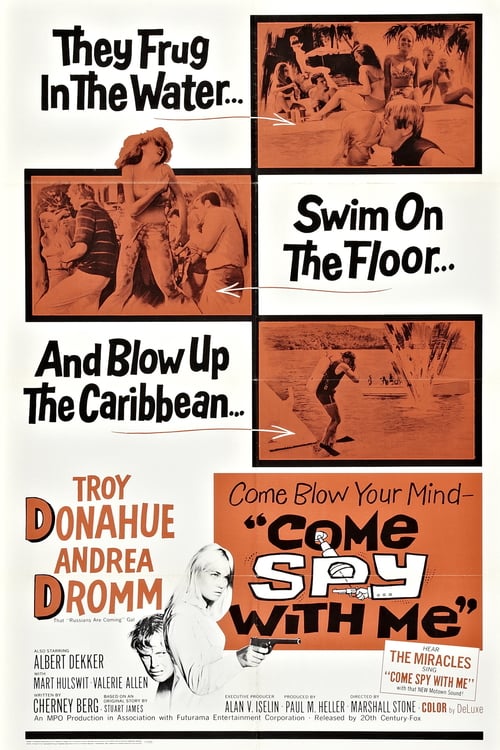 They Frug
In The Water...
Swim On
The Floor...
And Blow Up
The Caribbean...
TROY
DONAHUE
ANDREA
DROMM
That "Russians Are Coming" Gal
Come Blow Your Mind-
"COME
SPY
WITH ME"
HEAR
THE MIRACLES
SING
"COME SPY WITH ME"
with that NEW Motown Sound!
ALSO STARRING
ALBERT DEKKER
WITH
MART HULSWIT · VALERIE ALLEN
WRITTEN BY
CHERNEY BERG
BASED ON AN
ORIGINAL STORY BY
STUART JAMES
EXECUTIVE PRODUCER
ALAN V. ISELIN
PRODUCED BY
PAUL M. HELLER
DIRECTED BY
MARSHALL STONE
COLOR by DeLuxe
An MPO Production in Association with Futurama Entertainment Corporation · Released by 20th Century-Fox